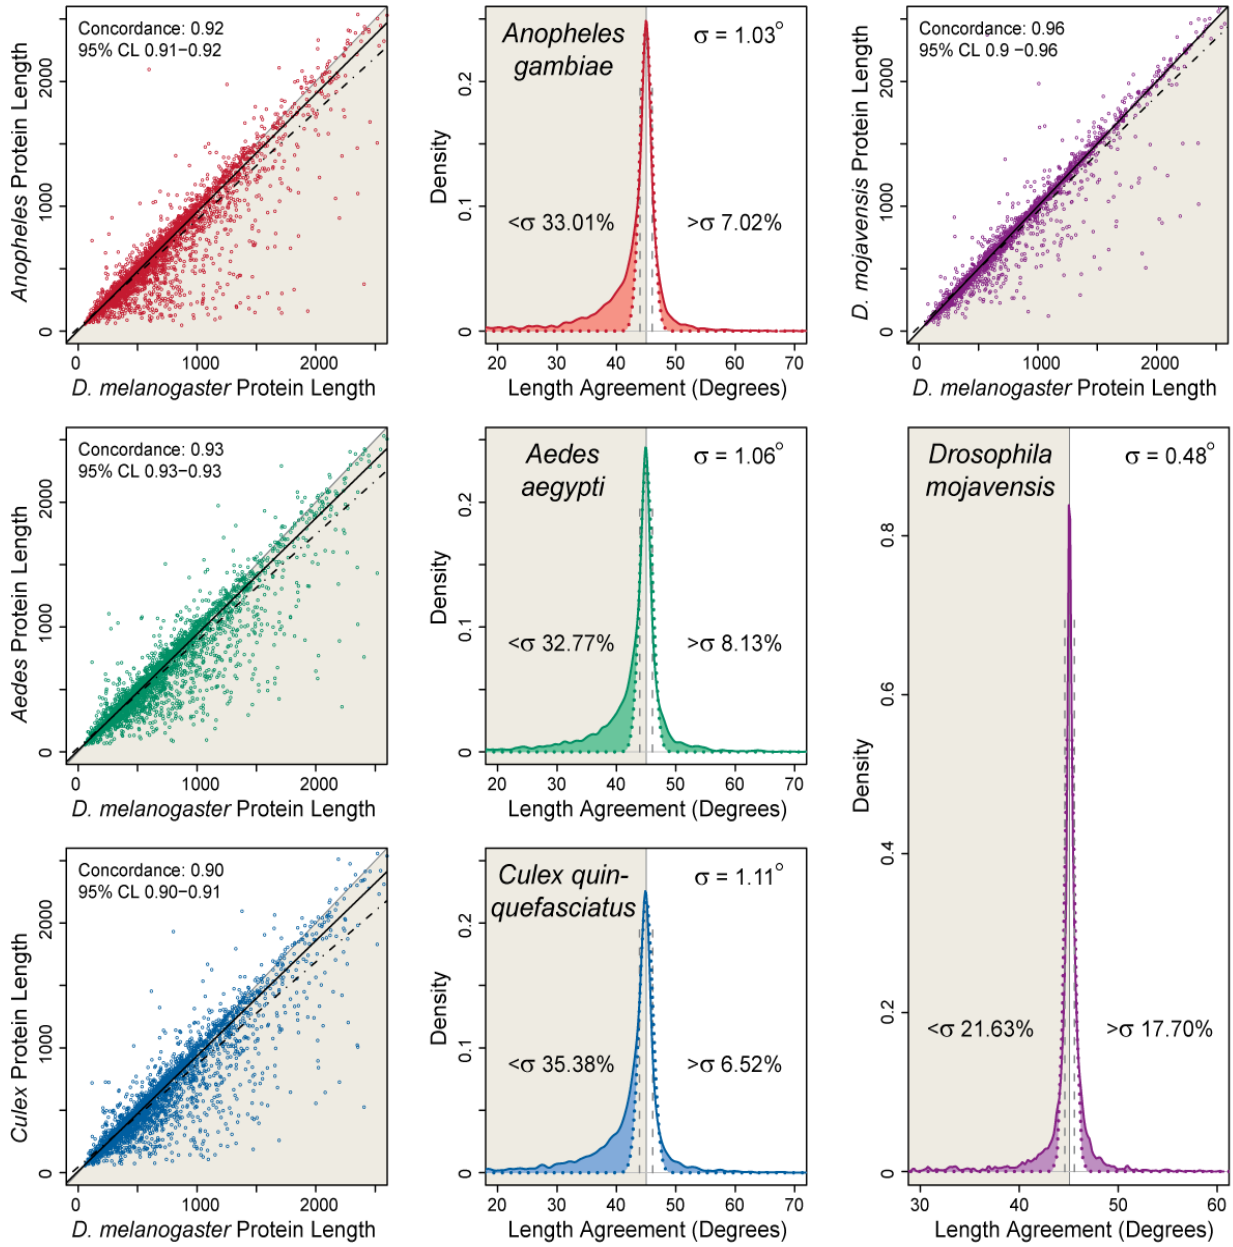 Concordance: 0.92
95% CL 0.91−0.92
Anopheles Protein Length
0
1000
2000
0
1000
2000
D. melanogaster Protein Length
Anopheles
gambiae
σ = 1.03°
<σ 33.01%
>σ 7.02%
Density
0
0.1
0.2
20
30
40
50
60
70
Length Agreement (Degrees)
Concordance: 0.96
95% CL 0.9 −0.96
D. mojavensis Protein Length
0
1000
2000
0
1000
2000
D. melanogaster Protein Length
Concordance: 0.93
95% CL 0.93−0.93
Aedes Protein Length
0
1000
2000
0
1000
2000
D. melanogaster Protein Length
Aedes
aegypti
σ = 1.06°
<σ 32.77%
>σ 8.13%
Density
0
0.1
0.2
20
30
40
50
60
70
Length Agreement (Degrees)
Concordance: 0.90
95% CL 0.90−0.91
Culex Protein Length
0
1000
2000
0
1000
2000
D. melanogaster Protein Length
Culex quin-
quefasciatus
σ = 1.11°
<σ 35.38%
>σ 6.52%
Density
0
0.1
0.2
20
30
40
50
60
70
Length Agreement (Degrees)
Drosophila
mojavensis
σ = 0.48°
<σ 21.63%
>σ 17.70%
Density
0
0.2
0.4
0.6
0.8
30
40
50
60
Length Agreement (Degrees)